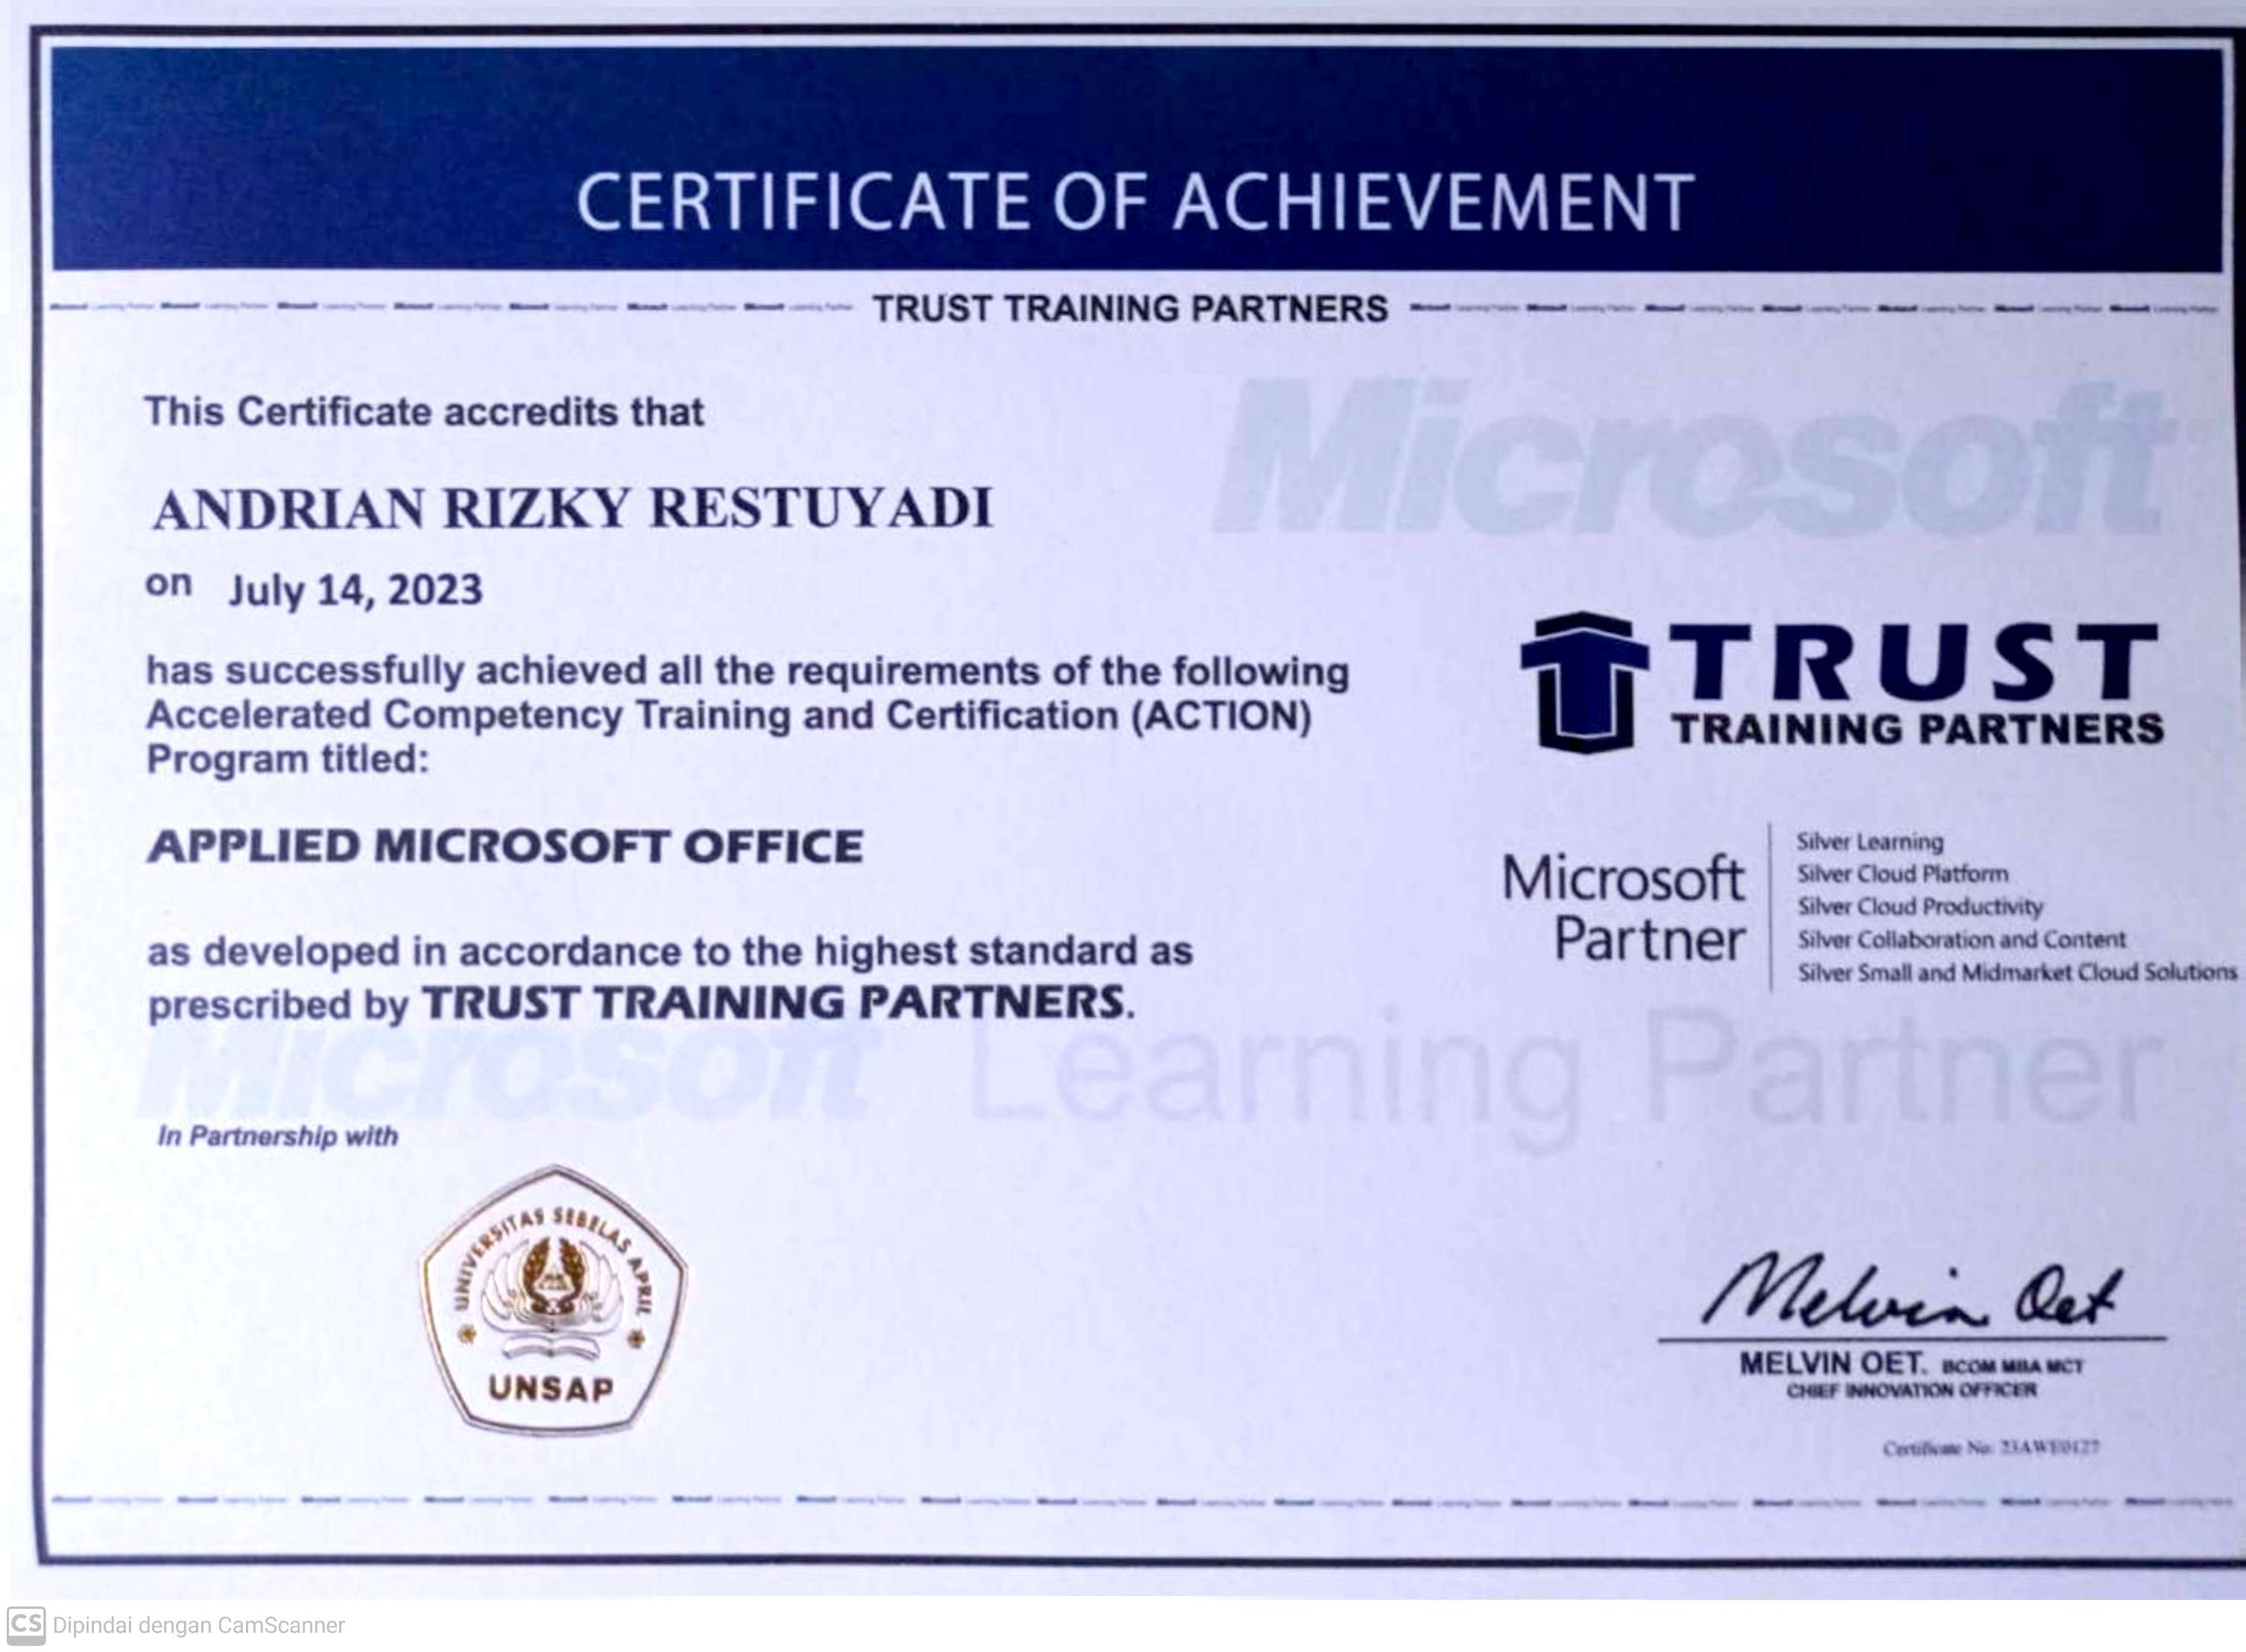 CERTIFICATE OF ACHIEVEMENT
TRUST TRAINING PARTNERS
This Certificate accredits that
Microsoft
ANDRIAN RIZKY RESTUYADI
on July 14, 2023
has successfully achieved all the requirements of the following
Accelerated Competency Training and Certification (ACTION)
Program titled:
TRUST
TRAINING PARTNERS
APPLIED MICROSOFT OFFICE
Microsoft
Partner
Silver Learning
Silver Cloud Platform
Silver Cloud Productivity
Silver Collaboration and Content
Silver Small and Midmarket Cloud Solutions
as developed in accordance to the highest standard as
prescribed by TRUST TRAINING PARTNERS.
Microsoft Learning Partner
In Partnership with
UNIVERSITAS SEBELAS APRIL
UNSAP
Melvin Oet
MELVIN OET. BCOM MBA MCT
CHIEF INNOVATION OFFICER
Certificate No: 23AWE0127
CS Dipindai dengan CamScanner